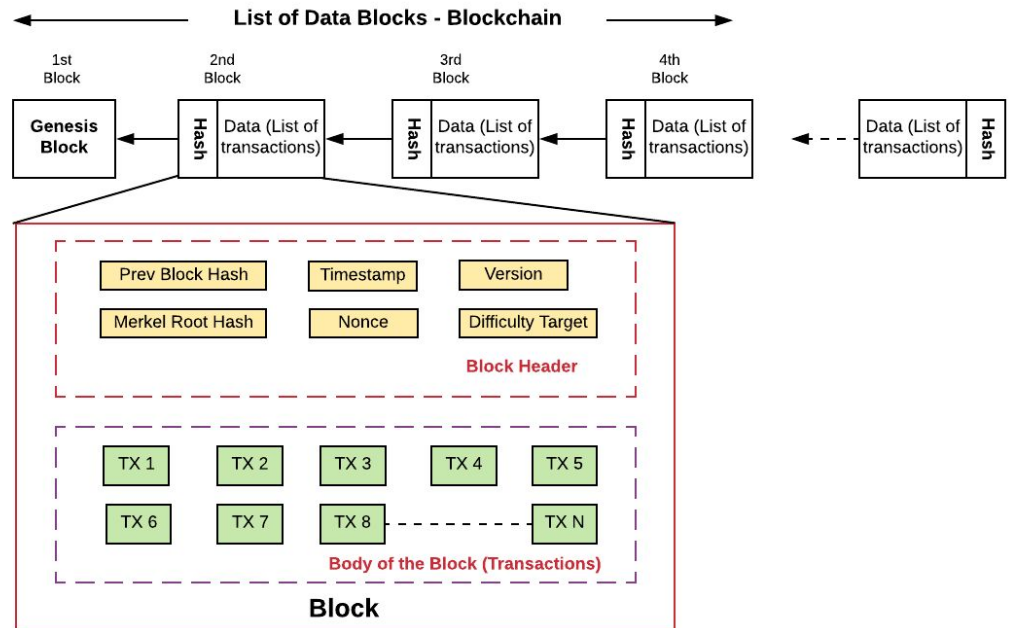 List of Data Blocks - Blockchain
1st
Block
2nd
Block
3rd
Block
4th
Block
Genesis
Block
Hash
Data (List of
transactions)
Hash
Data (List of
transactions)
Hash
Data (List of
transactions)
Data (List of
transactions)
Hash
Prev Block Hash
Timestamp
Version
Merkel Root Hash
Nonce
Difficulty Target
Block Header
TX 1
TX 2
TX 3
TX 4
TX 5
TX 6
TX 7
TX 8
TX N
Body of the Block (Transactions)
Block